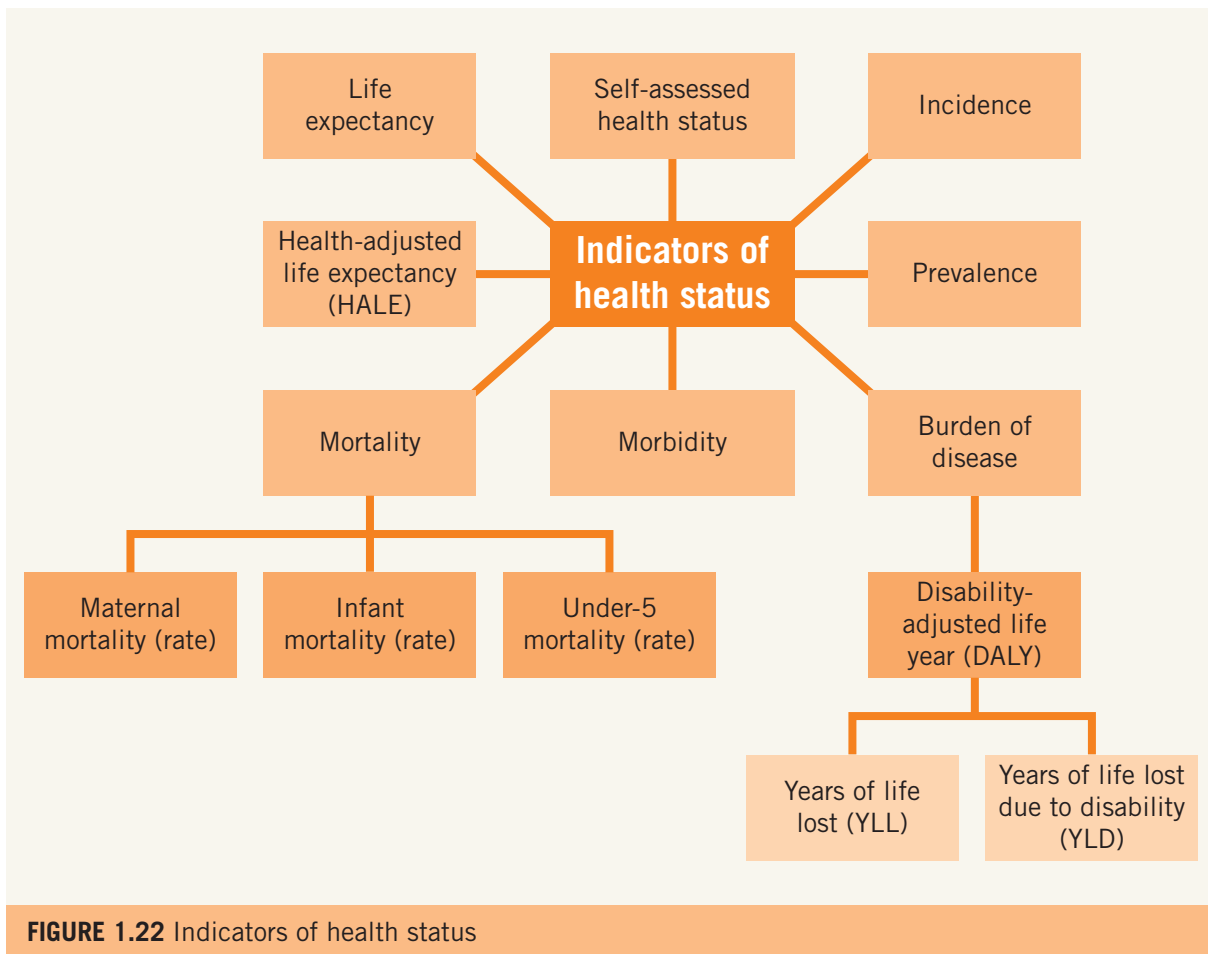 Life
expectancy
Self-assessed
health status
Incidence
Health-adjusted
life expectancy
(HALE)
Indicators of
health status
Prevalence
Mortality
Morbidity
Burden of
disease
Maternal
mortality (rate)
Infant
mortality (rate)
Under-5
mortality (rate)
Disability-
adjusted life
year (DALY)
Years of life
lost (YLL)
Years of life lost
due to disability
(YLD)
FIGURE 1.22 Indicators of health status